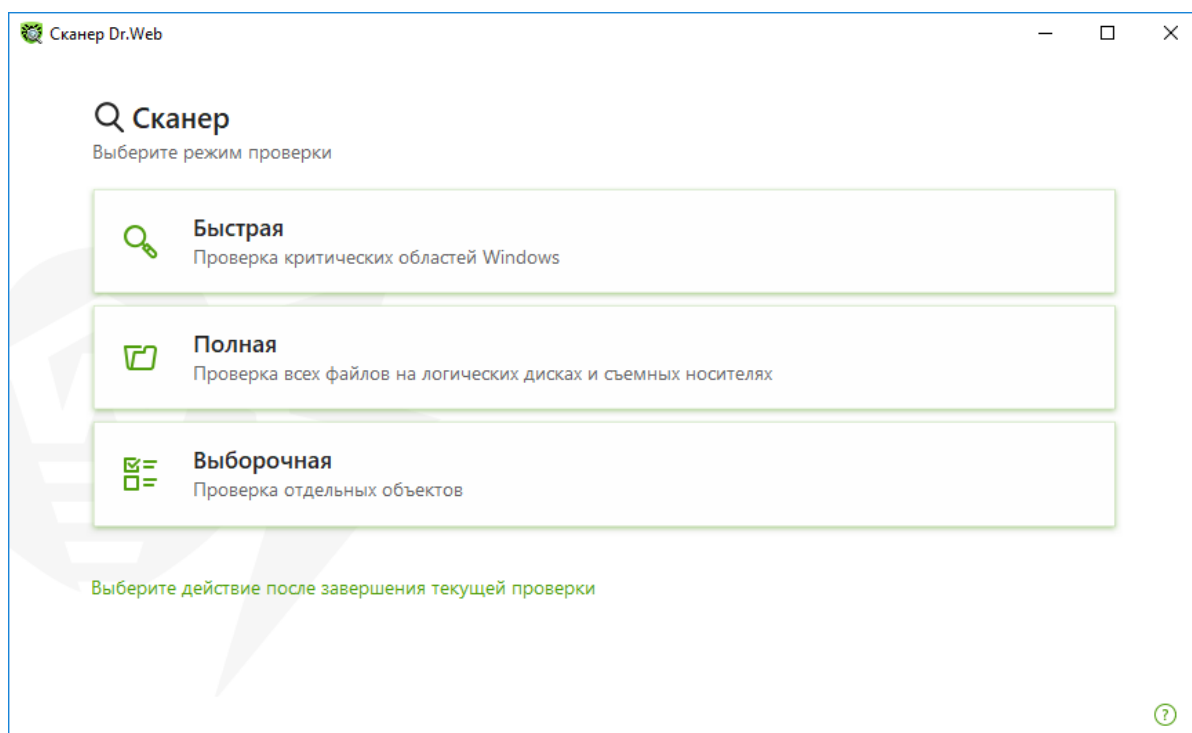 Сканер Dr.Web
Сканер
Выберите режим проверки
Быстрая
Проверка критических областей Windows
Полная
Проверка всех файлов на логических дисках и съемных носителях
Выборочная
Проверка отдельных объектов
Выберите действие после завершения текущей проверки
?